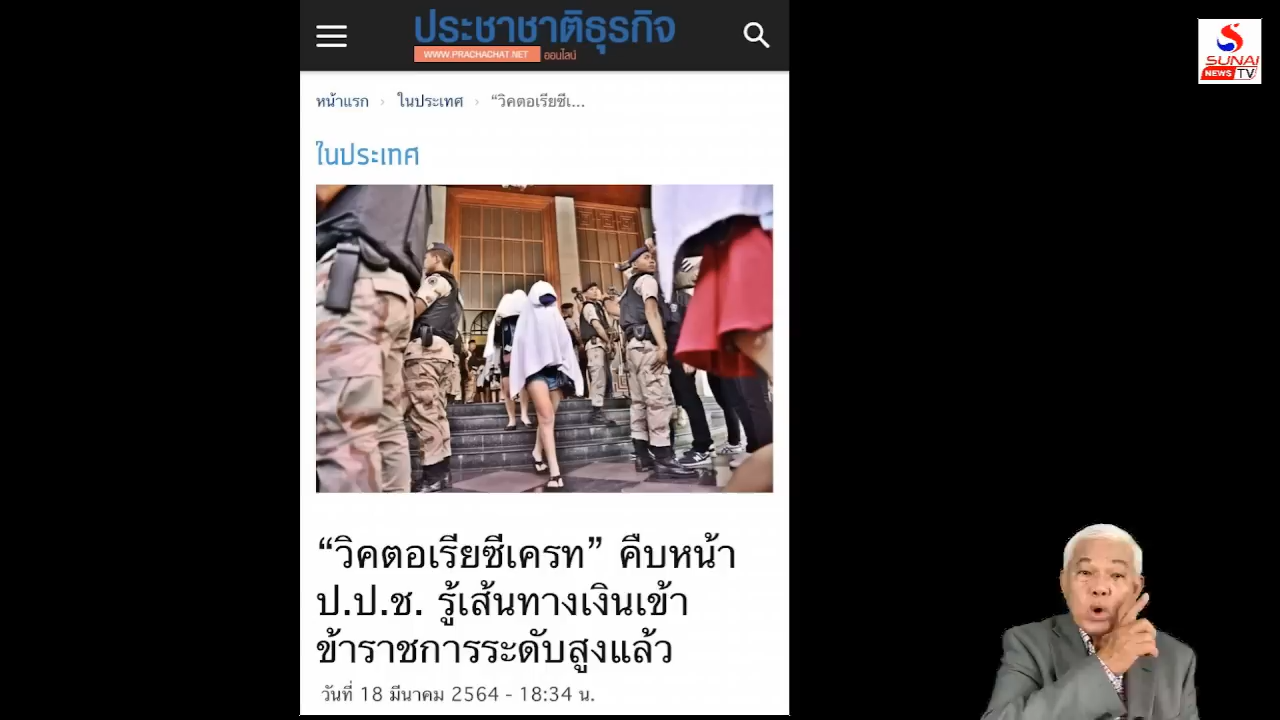 ประชาชาติธุรกิจ
WWW.PRACHACHAT.NET ออนไลน์
SUNAI
NEWS TV
หน้าแรก › ในประเทศ › “วิคตอเรียซีเ...
ในประเทศ
“วิคตอเรียซีเครท” คืบหน้า
ป.ป.ช. รู้เส้นทางเงินเข้า
ข้าราชการระดับสูงแล้ว
วันที่ 18 มีนาคม 2564 - 18:34 น.